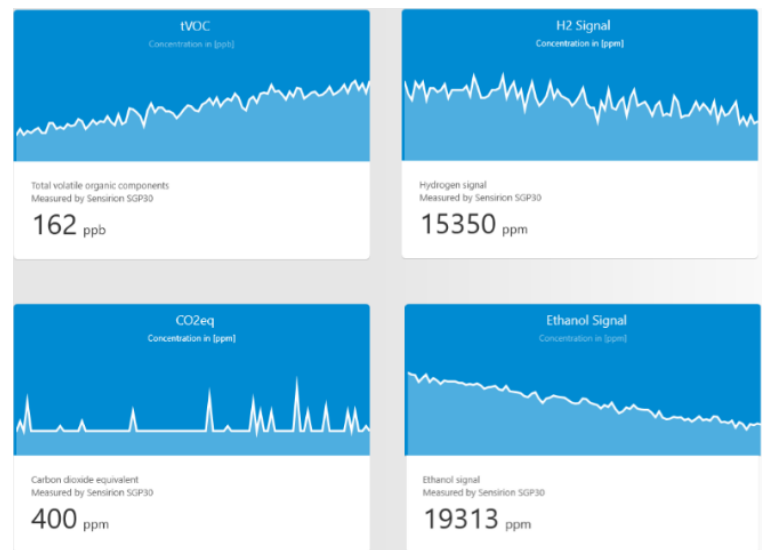 tVOC
Concentration in [ppb]
Total volatile organic components
Measured by Sensirion SGP30
162 ppb
H2 Signal
Concentration in [ppm]
Hydrogen signal
Measured by Sensirion SGP30
15350 ppm
CO2eq
Concentration in [ppm]
Carbon dioxide equivalent
Measured by Sensirion SGP30
400 ppm
Ethanol Signal
Concentration in [ppm]
Ethanol signal
Measured by Sensirion SGP30
19313 ppm